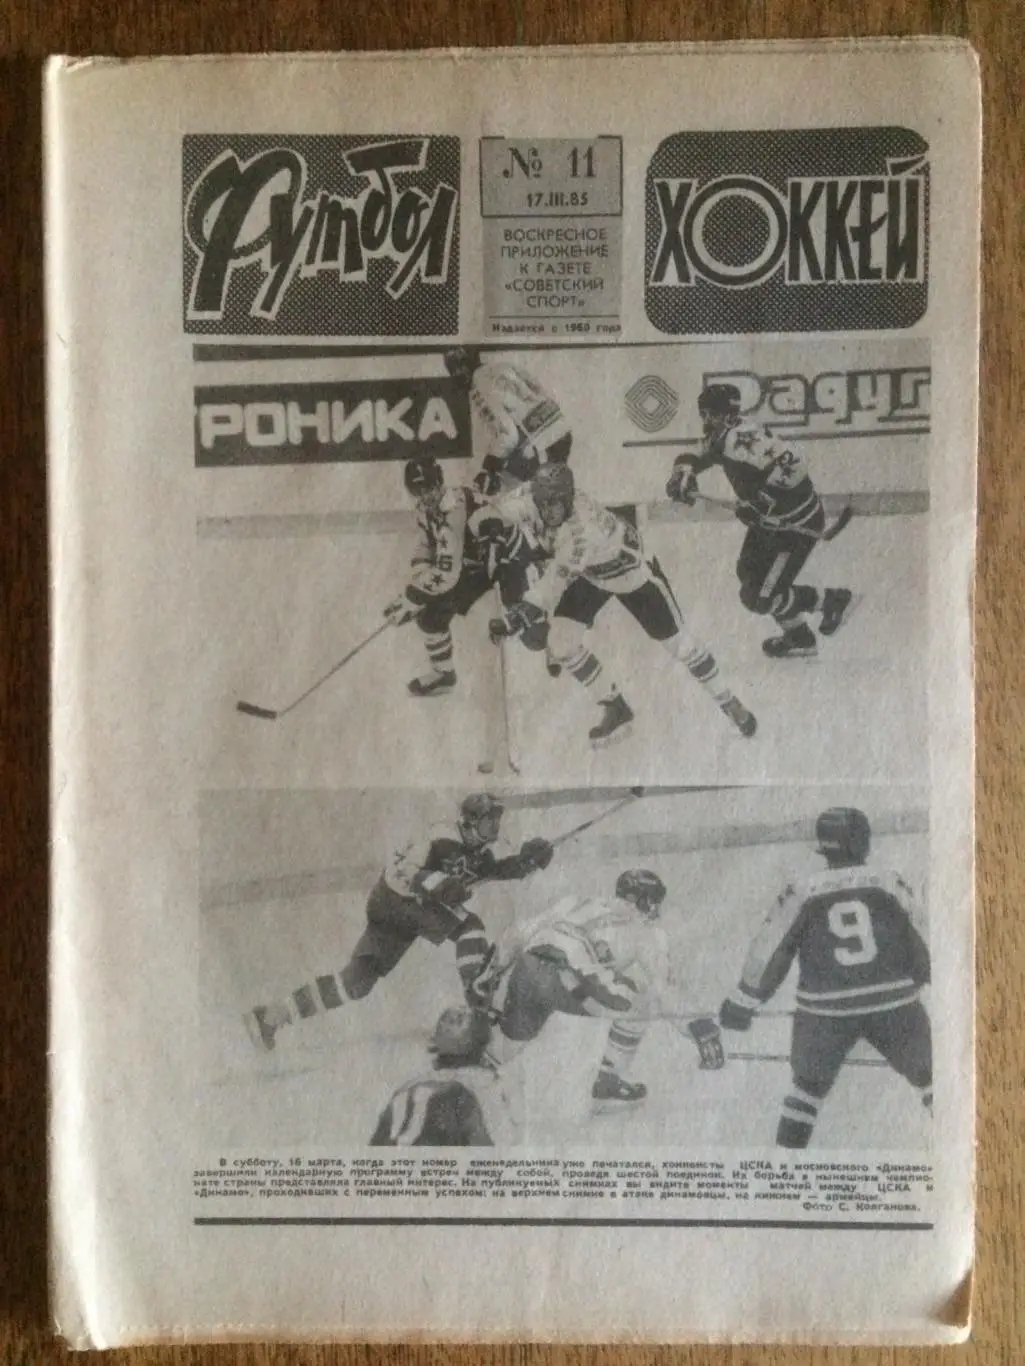 Футбол
№ 11
17.III.85
ВОСКРЕСНОЕ
ПРИЛОЖЕНИЕ
К ГАЗЕТЕ
«СОВЕТСКИЙ
СПОРТ»
Издается с 1960 года
ХОККЕЙ
РОНИКА
Радуг
6
2
9
В субботу, 16 марта, когда этот номер еженедельника уже печатался, хоккеисты ЦСКА и московского «Динамо»
завершили календарную программу встреч между собой, проведя шестой поединок. Их борьба в нынешнем чемпио-
нате страны представляла главный интерес. На публикуемых снимках вы видите моменты матчей между ЦСКА и
«Динамо», проходивших с переменным успехом: на верхнем снимке в атаке динамовцы, на нижнем — армейцы.
Фото С. Колганова.